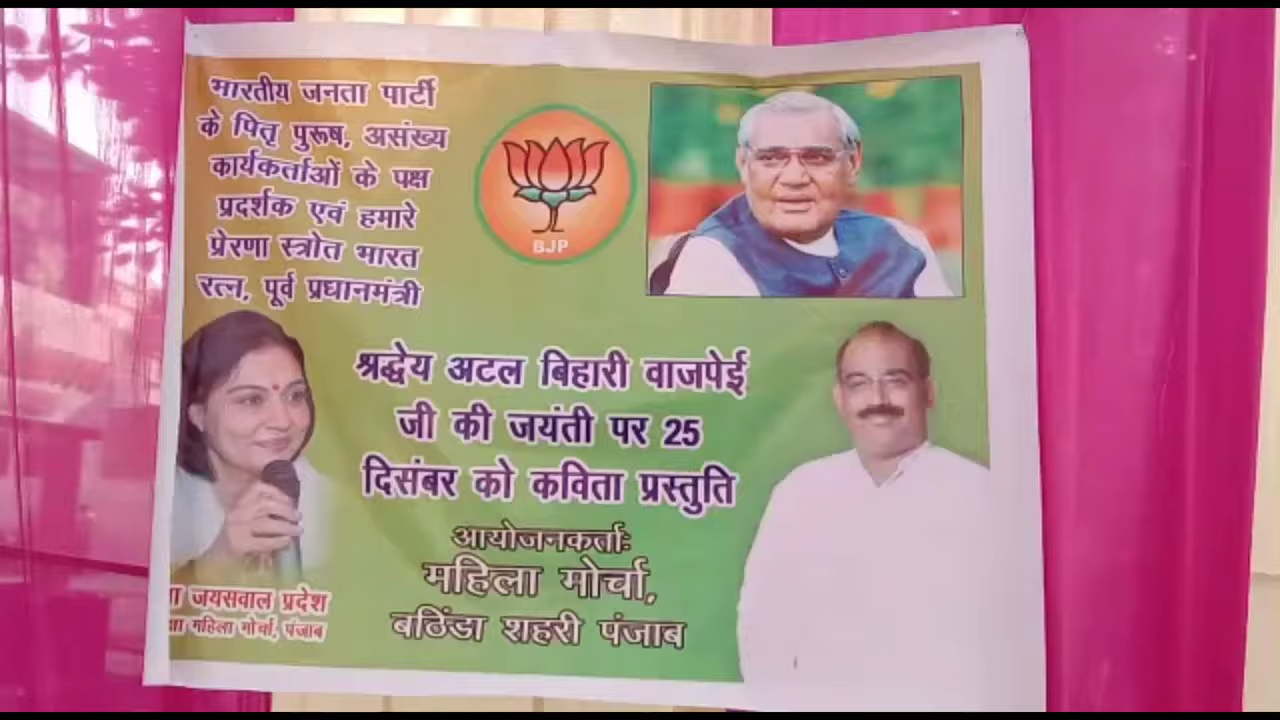 भारतीय जनता पार्टी
के पितृ पुरूष, असंख्य
कार्यकर्ताओं के पक्ष
प्रदर्शक एवं हमारे
प्रेरणा स्त्रोत भारत
रत्न, पूर्व प्रधानमंत्री
BJP
श्रद्धेय अटल बिहारी वाजपेई
जी की जयंती पर 25
दिसंबर को कविता प्रस्तुति
आयोजनकर्ताः
महिला मोर्चा,
बठिंडा शहरी पंजाब
जयसवाल प्रदेश
महिला मोर्चा, पंजाब